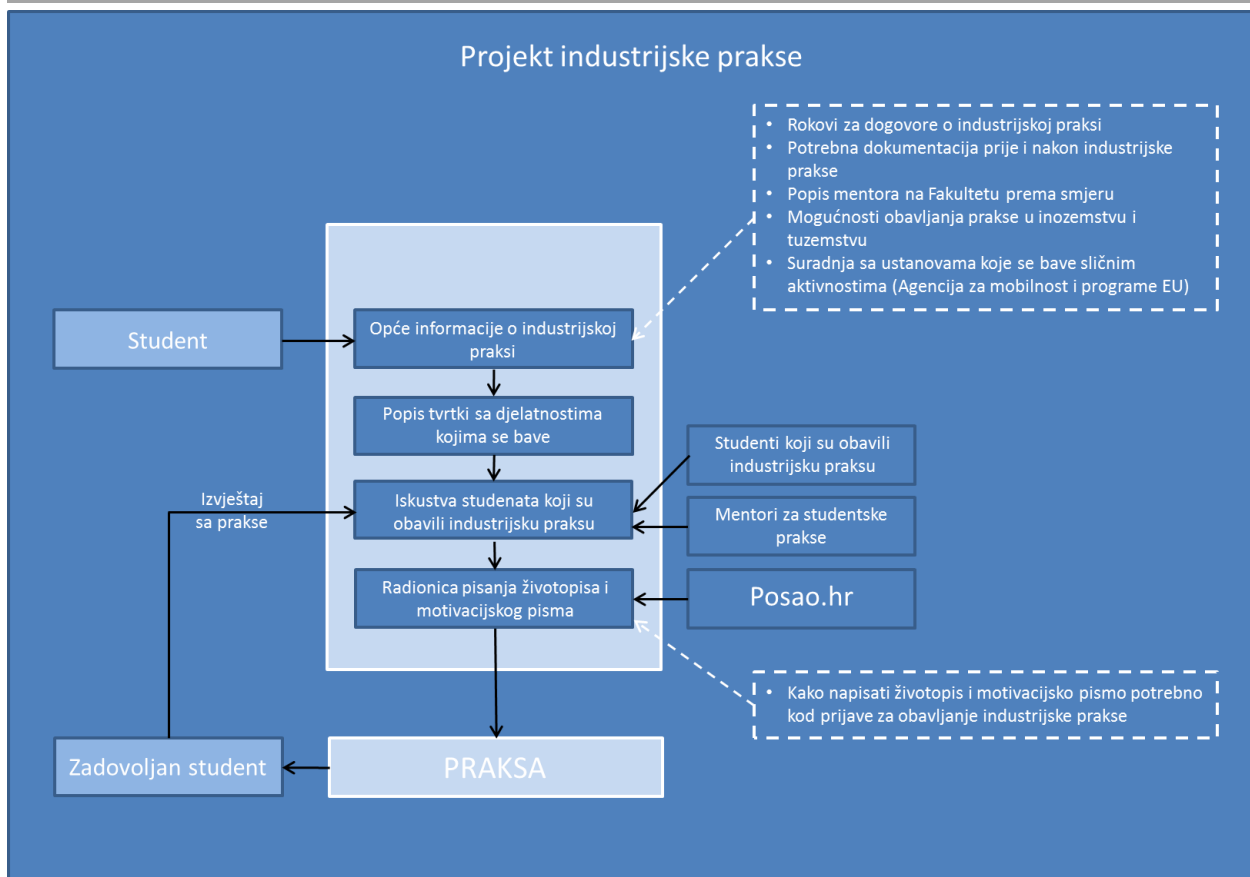 Projekt industrijske prakse
• Rokovi za dogovore o industrijskoj praksi
• Potrebna dokumentacija prije i nakon industrijske
prakse
• Popis mentora na Fakultetu prema smjeru
• Mogućnosti obavljanja prakse u inozemstvu i
tuzemstvu
• Suradnja sa ustanovama koje se bave sličnim
aktivnostima (Agencija za mobilnost i programe EU)
Student
Opće informacije o industrijskoj
praksi
Popis tvrtki sa djelatnostima
kojima se bave
Studenti koji su obavili
industrijsku praksu
Izvještaj
sa prakse
Iskustva studenata koji su
obavili industrijsku praksu
Mentori za studentske
prakse
Radionica pisanja životopisa i
motivacijskog pisma
Posao.hr
• Kako napisati životopis i motivacijsko pismo potrebno
kod prijave za obavljanje industrijske prakse
Zadovoljan student
PRAKSA